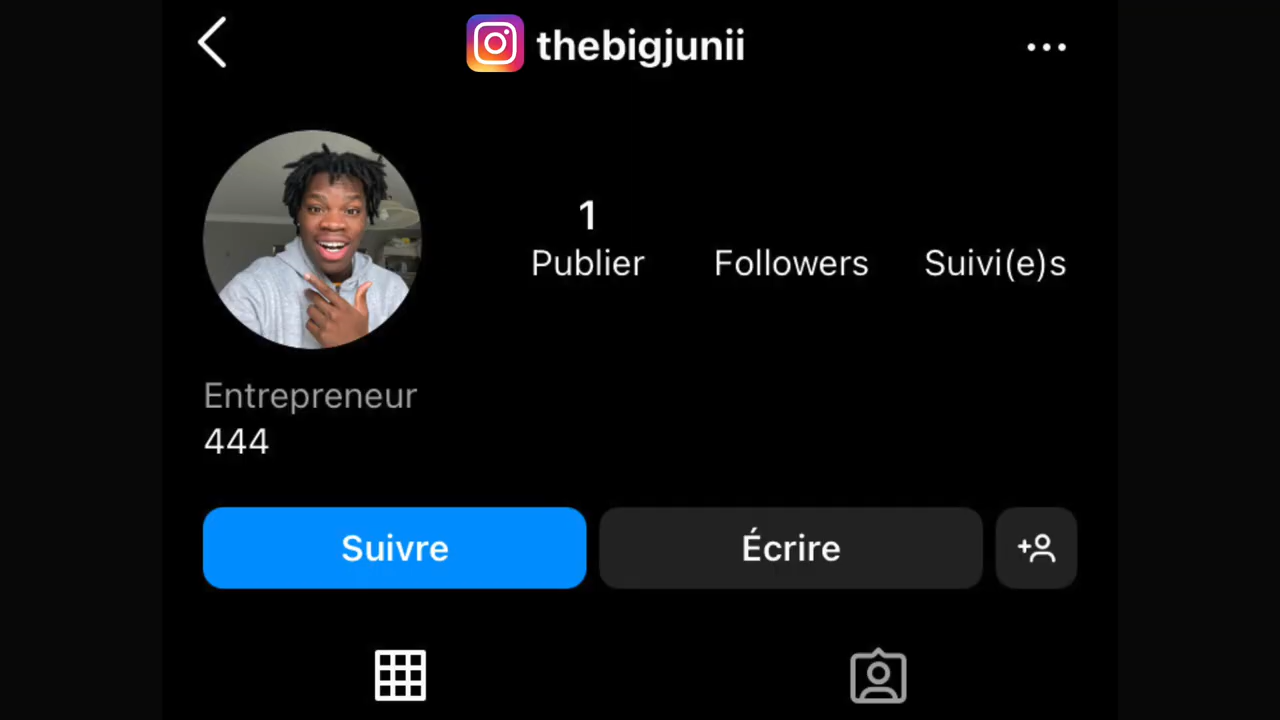 thebigjunii
1
Publier Followers Suivi(e)s
Entrepreneur
444
Suivre Écrire